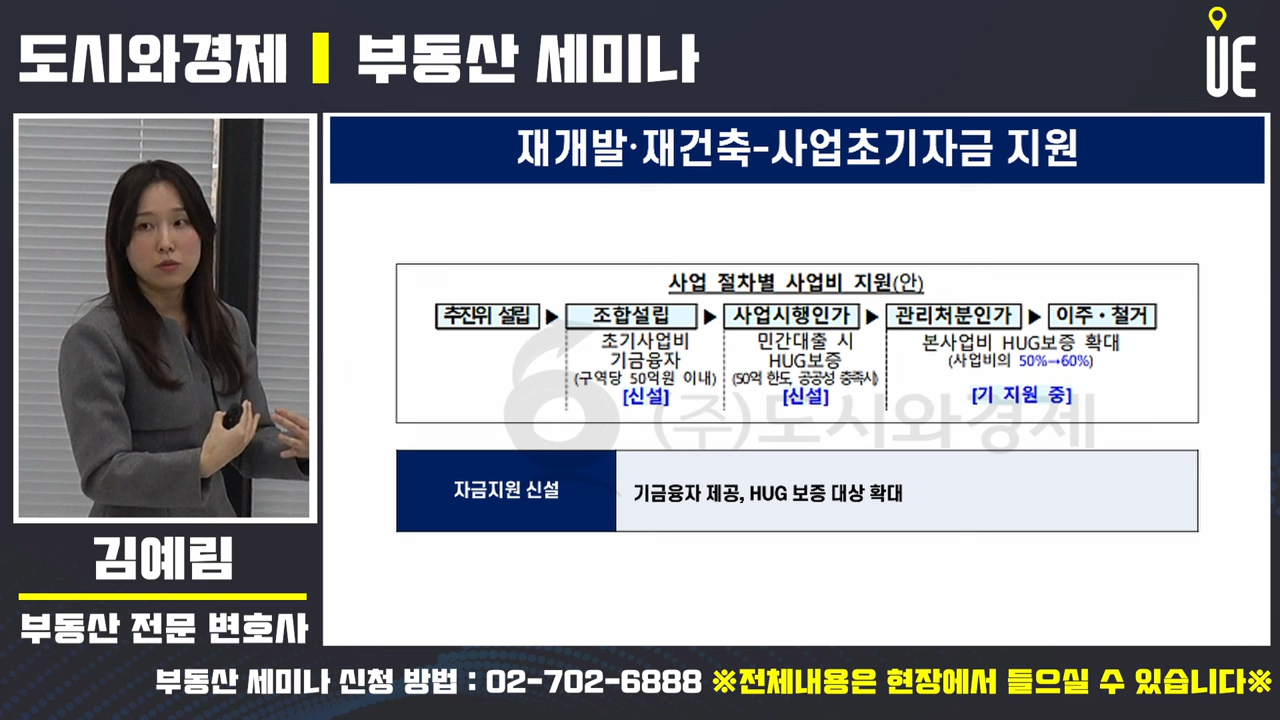 도시와경제 부동산 세미나
UE
재개발·재건축-사업초기자금 지원
사업 절차별 사업비 지원(안)
추진위 설립 ▶ 조합설립 ▶ 사업시행인가 ▶ 관리처분인가 ▶ 이주·철거
초기사업비
기금융자
(구역당 50억원 이내)
[신설]
민간대출 시
HUG보증
(50억 한도, 공공성 충족시)
[신설]
본사업비 HUG보증 확대
(사업비의 50%→60%)
[기 지원 중]
(주)도시와경제
자금지원 신설
기금융자 제공, HUG 보증 대상 확대
김예림
부동산 전문 변호사
부동산 세미나 신청 방법 : 02-702-6888 ※전체내용은 현장에서 들으실 수 있습니다※